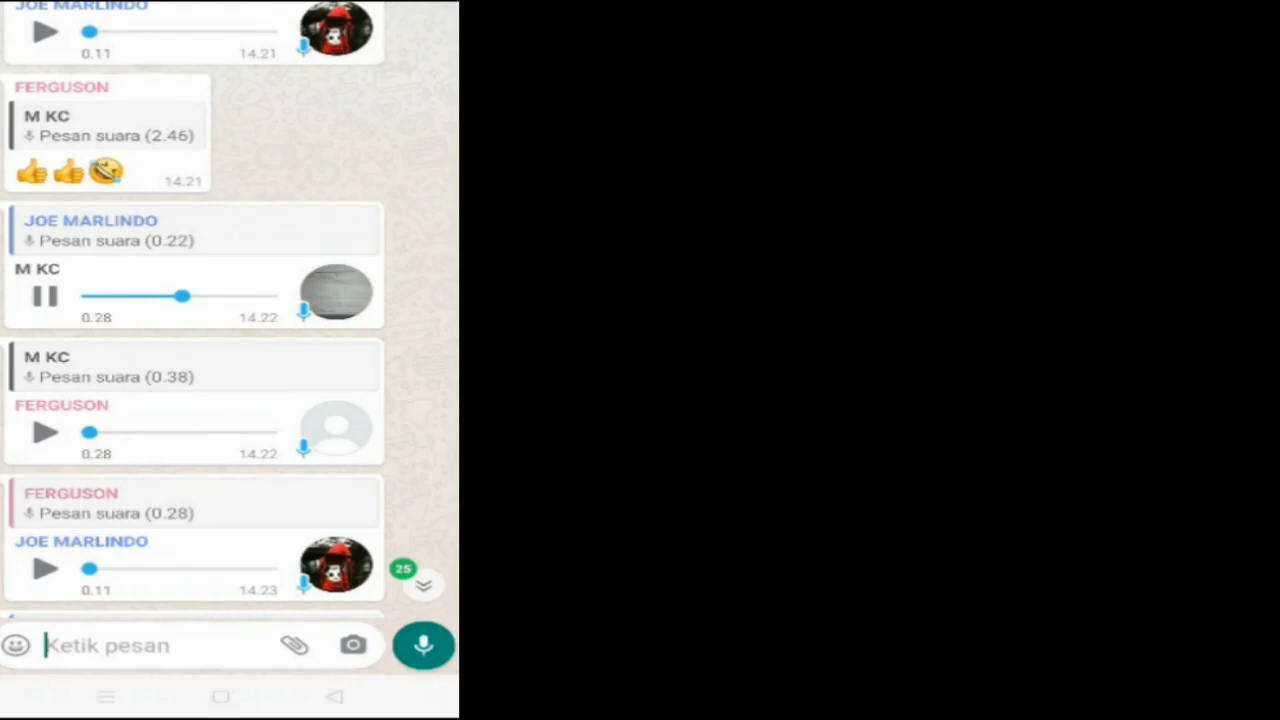 JOE MARLINDO
0.11 14.21
FERGUSON
M KC
Pesan suara (2.46)
14.21
JOE MARLINDO
Pesan suara (0.22)
M KC
0.28 14.22
M KC
Pesan suara (0.38)
FERGUSON
0.28 14.22
FERGUSON
Pesan suara (0.28)
JOE MARLINDO
25
0.11 14.23
Ketik pesan